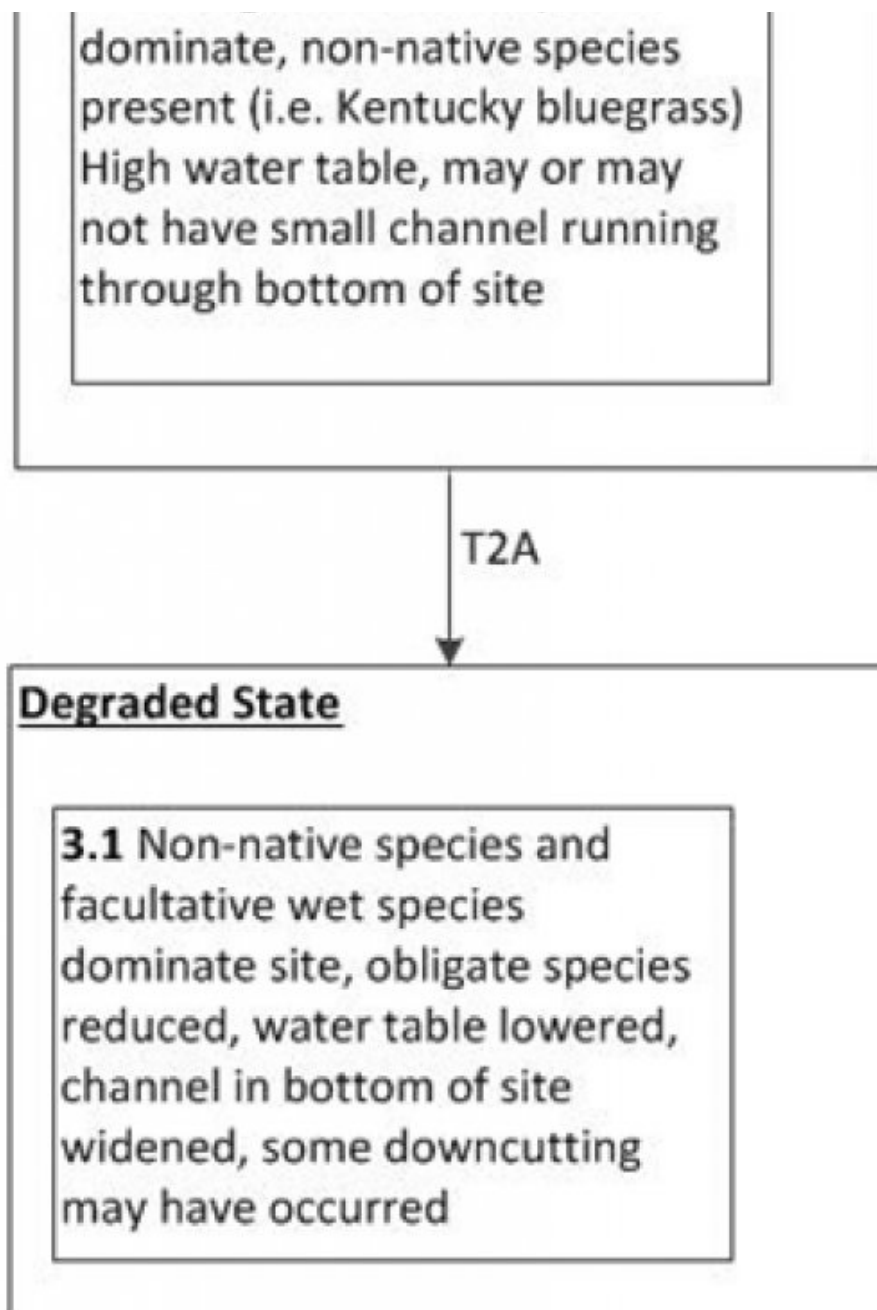 dominate, non-native species
present (i.e. Kentucky bluegrass)
High water table, may or may
not have small channel running
through bottom of site
T2A
Degraded State
3.1 Non-native species and
facultative wet species
dominate site, obligate species
reduced, water table lowered,
channel in bottom of site
widened, some downcutting
may have occurred